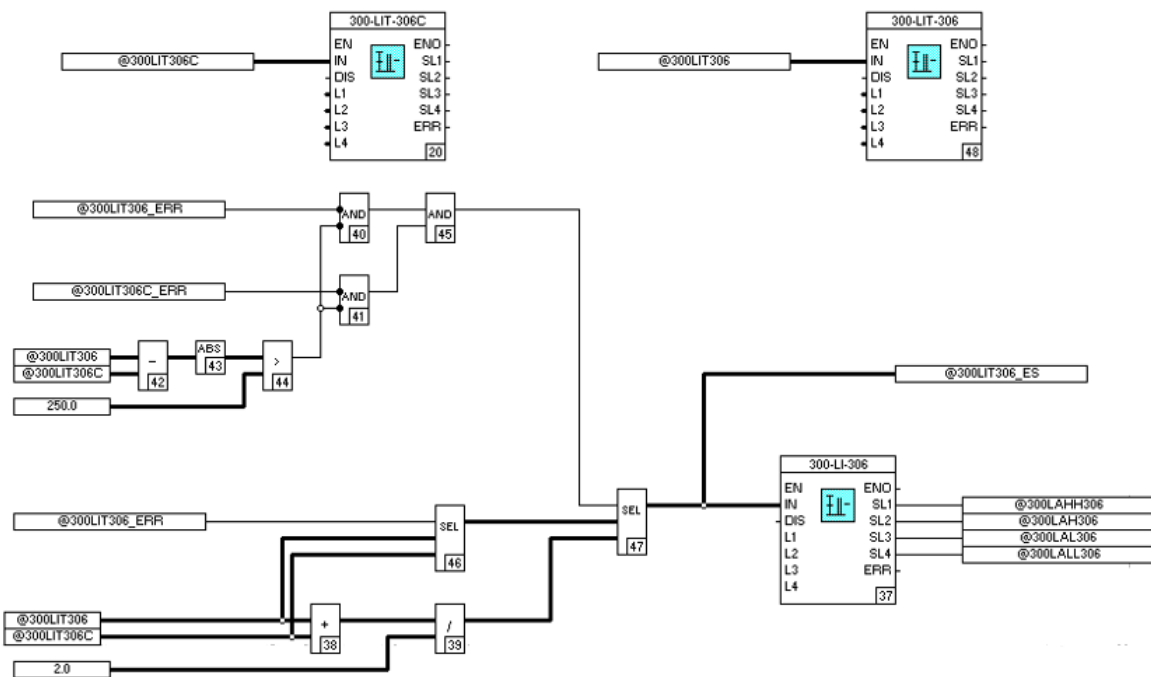 300-LIT-306C
300-LIT-306
EN ENO
EN ENO
@300LIT306C
IN SL1
@300LIT306
IN SL1
DIS SL2
DIS SL2
L1 SL3
L1 SL3
L2 SL4
L2 SL4
L3 ERR
L3 ERR
L4
L4
20
48
@300LIT306_ERR
AND
40
AND
45
@300LIT306C_ERR
AND
41
@300LIT306
@300LIT306C
-
42
ABS
43
>
44
250.0
@300LIT306_ES
300-LI-306
EN ENO
IN SL1
@300LAHH306
DIS SL2
@300LAH306
L1 SL3
@300LAL306
L2 SL4
@300LALL306
L3 ERR
L4
37
@300LIT306_ERR
SEL
46
SEL
47
@300LIT306
@300LIT306C
+
38
/
39
2.0